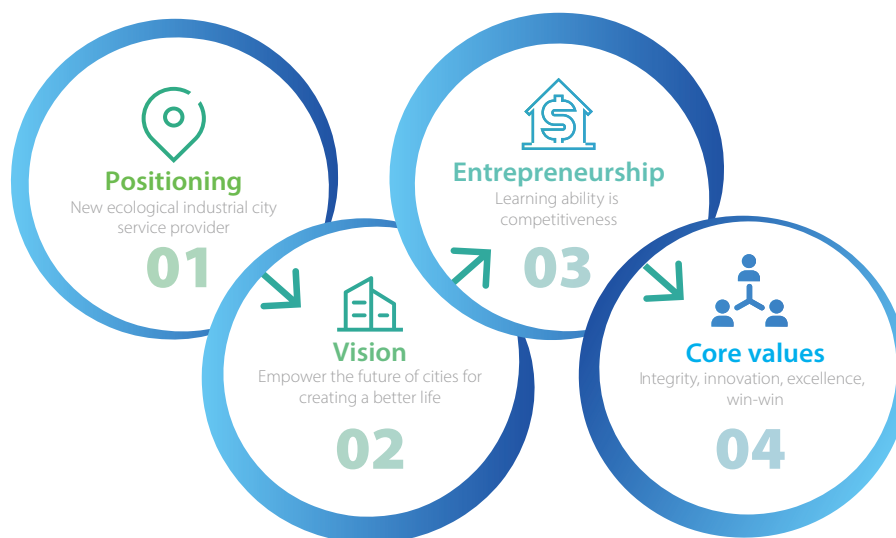 Positioning
New ecological industrial city
service provider
01
Vision
Empower the future of cities for
creating a better life
02
Entrepreneurship
Learning ability is
competitiveness
03
Core values
Integrity, innovation, excellence,
win-win
04